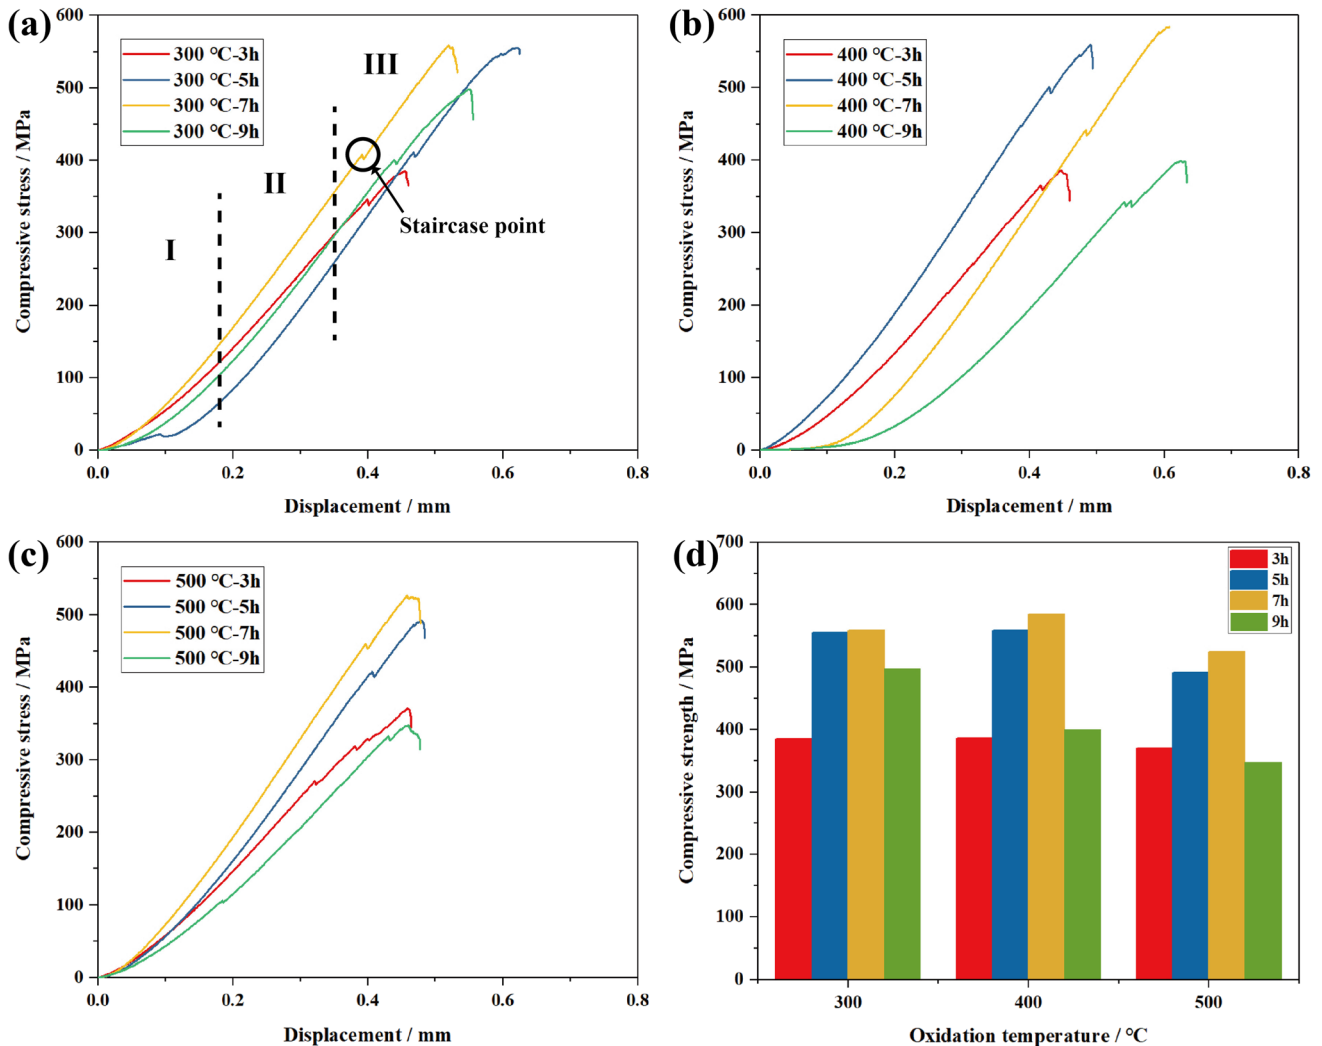 (a)
600
500
400
300
200
100
0
0.0 0.2 0.4 0.6 0.8
Compressive stress / MPa
Displacement / mm
300 °C-3h
300 °C-5h
300 °C-7h
300 °C-9h
I
II
III
Staircase point
(b)
600
500
400
300
200
100
0
0.0 0.2 0.4 0.6 0.8
Compressive stress / MPa
Displacement / mm
400 °C-3h
400 °C-5h
400 °C-7h
400 °C-9h
(c)
600
500
400
300
200
100
0
0.0 0.2 0.4 0.6 0.8
Compressive stress / MPa
Displacement / mm
500 °C-3h
500 °C-5h
500 °C-7h
500 °C-9h
(d)
700
600
500
400
300
200
100
0
300 400 500
Compressive strength / MPa
Oxidation temperature / °C
3h
5h
7h
9h